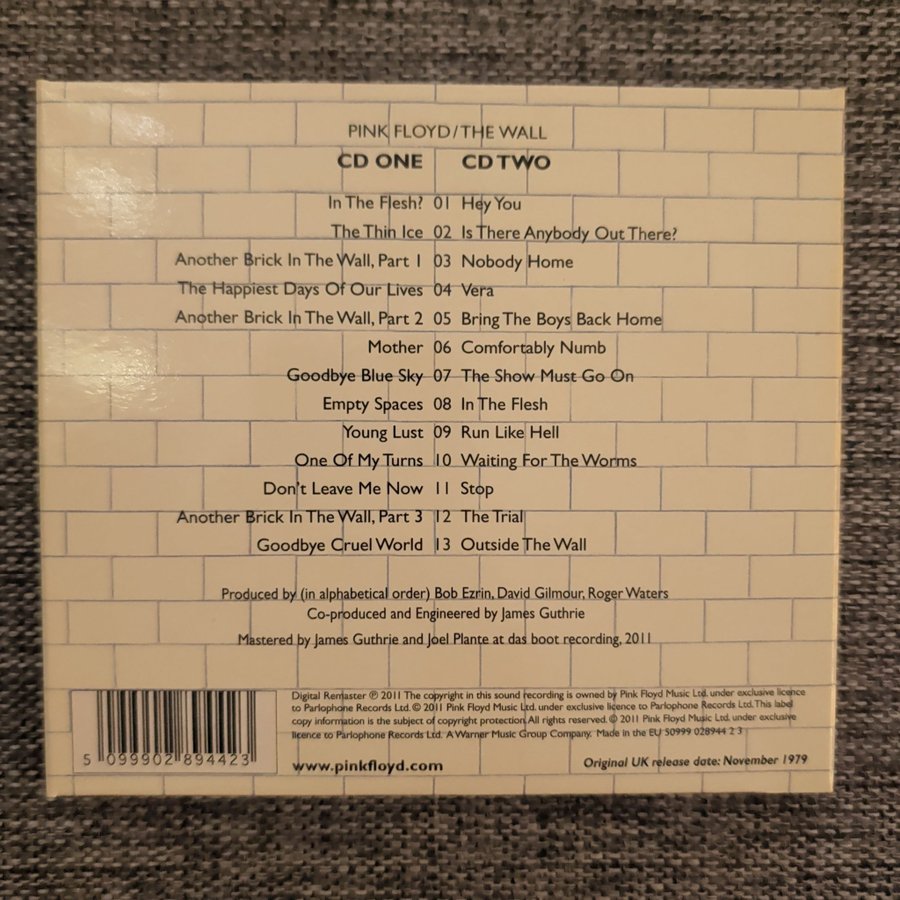 PINK FLOYD/THE WALL
CD ONE CD TWO
In The Flesh? 01 Hey You
The Thin Ice 02 Is There Anybody Out There?
Another Brick In The Wall, Part 1 03 Nobody Home
The Happiest Days Of Our Lives 04 Vera
Another Brick In The Wall, Part 2 05 Bring The Boys Back Home
Mother 06 Comfortably Numb
Goodbye Blue Sky 07 The Show Must Go On
Empty Spaces 08 In The Flesh
Young Lust 09 Run Like Hell
One Of My Turns 10 Waiting For The Worms
Don't Leave Me Now 11 Stop
Another Brick In The Wall, Part 3 12 The Trial
Goodbye Cruel World 13 Outside The Wall
Produced by (in alphabetical order) Bob Ezrin, David Gilmour, Roger Waters
Co-produced and Engineered by James Guthrie
Mastered by James Guthrie and Joel Plante at das boot recording, 2011
Digital Remaster ℗ 2011 The copyright in this sound recording is owned by Pink Floyd Music Ltd. under exclusive licence
to Parlophone Records Ltd. © 2011 Pink Floyd Music Ltd. under exclusive licence to Parlophone Records Ltd. This label
copy information is the subject of copyright protection. All rights reserved. © 2011 Pink Floyd Music Ltd. under exclusive
licence to Parlophone Records Ltd. A Warner Music Group Company. Made in the EU 50999 028944 2 3
5 099902 894423
www.pinkfloyd.com
Original UK release date: November 1979